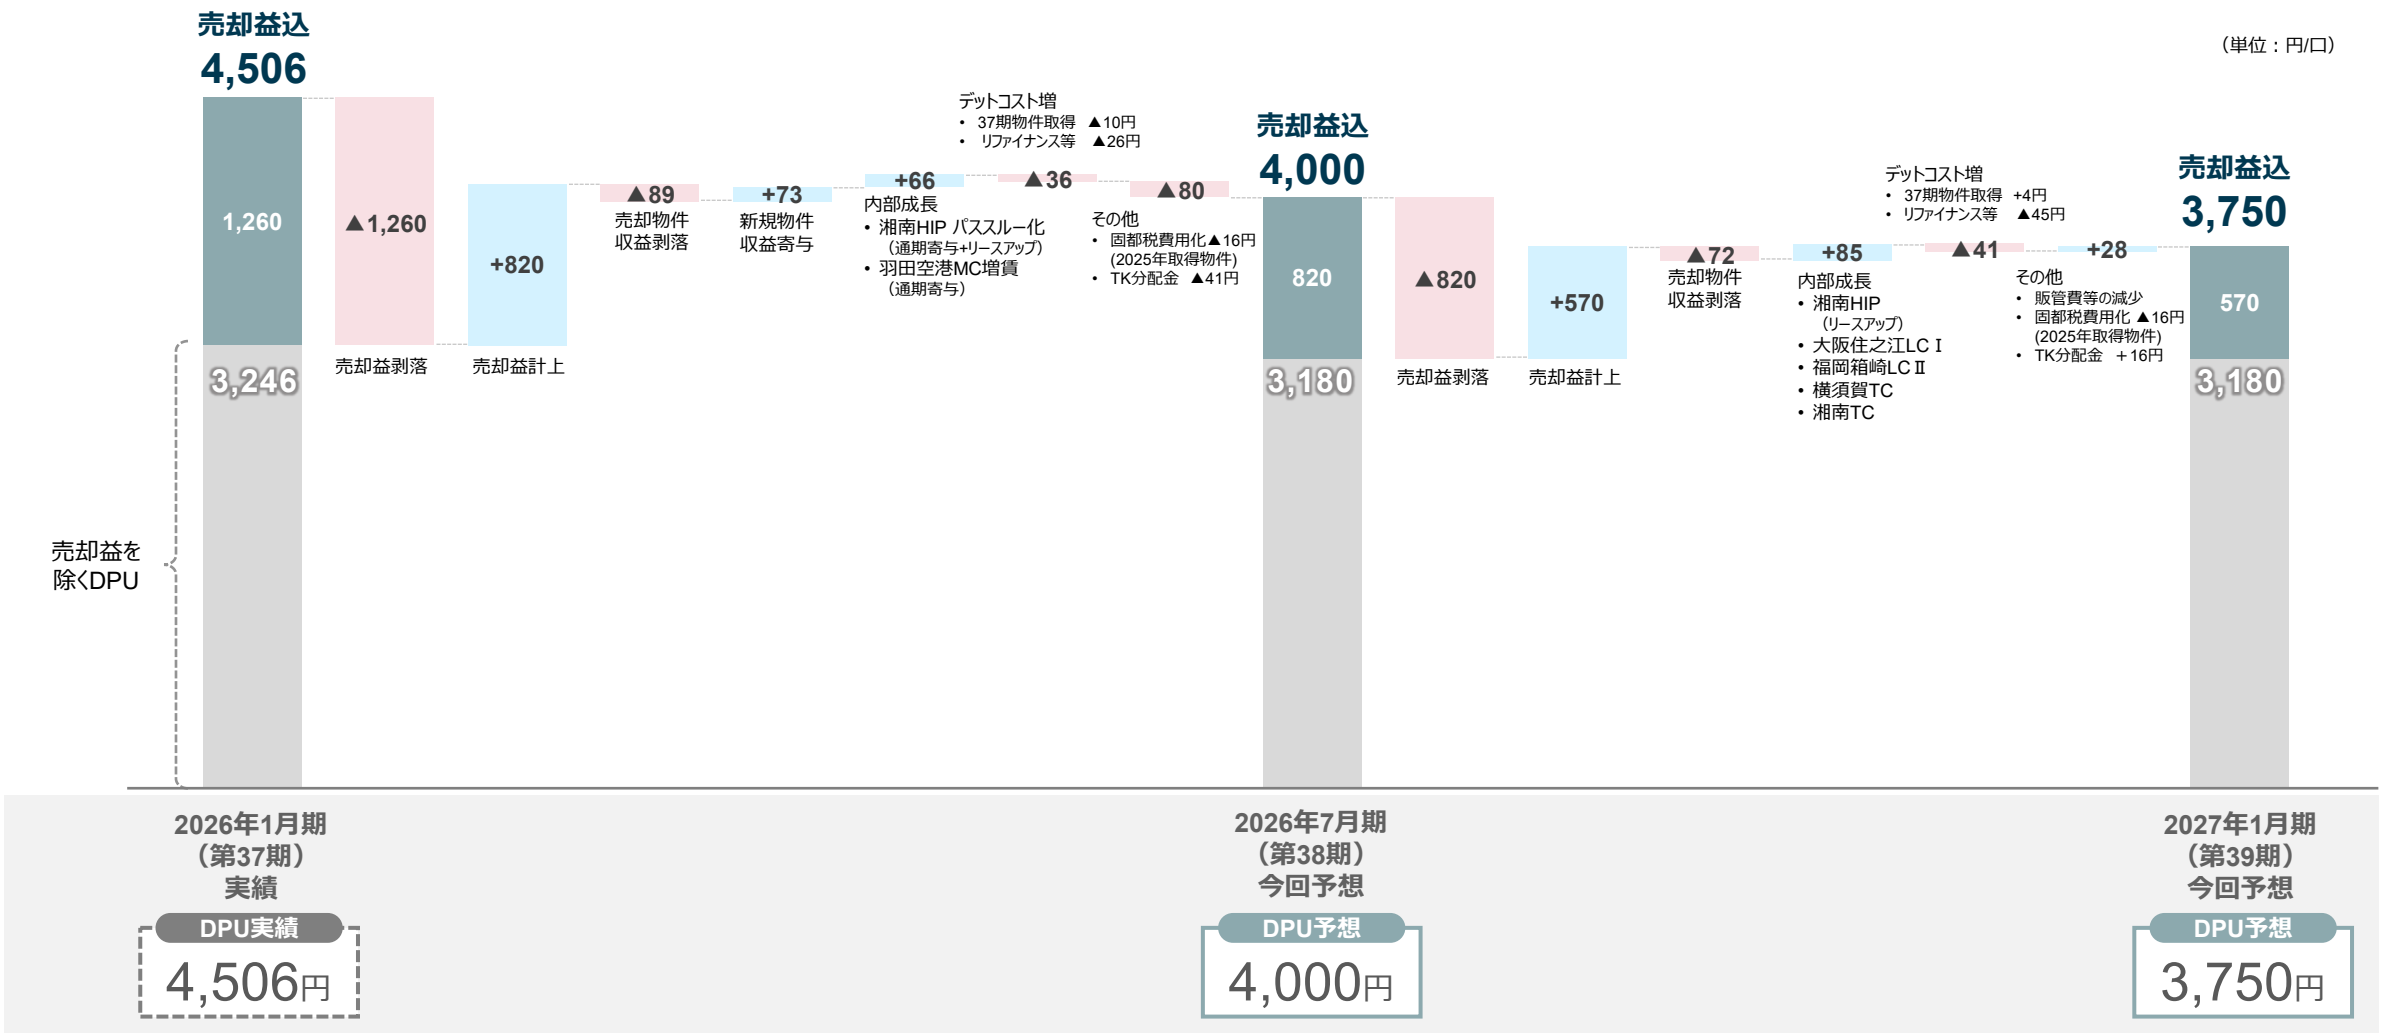 （単位：円/口）
売却益込
4,506
1,260
3,246
売却益を
除くDPU
▲1,260
売却益剥落
+820
売却益計上
▲89
売却物件
収益剥落
+73
新規物件
収益寄与
+66
内部成長
• 湘南HIP パススルー化
（通期寄与+リースアップ）
• 羽田空港MC増賃
（通期寄与）
デットコスト増
• 37期物件取得 ▲10円
• リファイナンス等 ▲26円
▲36
▲80
その他
• 固都税費用化▲16円
(2025年取得物件)
• TK分配金 ▲41円
売却益込
4,000
820
3,180
▲820
売却益剥落
+570
売却益計上
▲72
売却物件
収益剥落
+85
内部成長
• 湘南HIP
（リースアップ）
• 大阪住之江LCⅠ
• 福岡箱崎LCⅡ
• 横須賀TC
• 湘南TC
デットコスト増
• 37期物件取得 +4円
• リファイナンス等 ▲45円
▲41
+28
その他
• 販管費等の減少
• 固都税費用化 ▲16円
(2025年取得物件)
• TK分配金 ＋16円
売却益込
3,750
570
3,180
2026年1月期
（第37期）
実績
DPU実績
4,506円
2026年7月期
（第38期）
今回予想
DPU予想
4,000円
2027年1月期
（第39期）
今回予想
DPU予想
3,750円